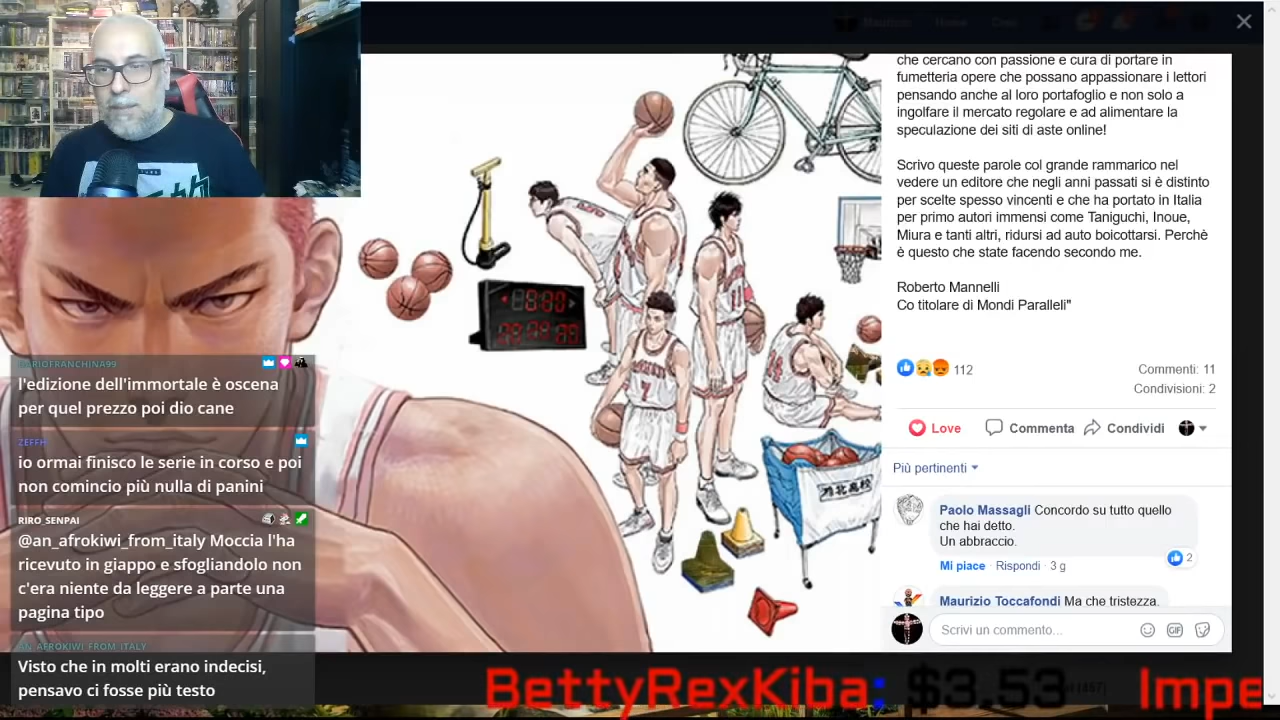 che cercano con passione e cura di portare in
fumetteria opere che possano appassionare i lettori
pensando anche al loro portafoglio e non solo a
ingolfare il mercato regolare e ad alimentare la
speculazione dei siti di aste online!
Scrivo queste parole col grande rammarico nel
vedere un editore che negli anni passati si è distinto
per scelte spesso vincenti e che ha portato in Italia
per primo autori immensi come Taniguchi, Inoue,
Miura e tanti altri, ridursi ad auto boicottarsi. Perchè
è questo che state facendo secondo me.
Roberto Mannelli
Co titolare di Mondi Paralleli"
112
Commenti: 11
Condivisioni: 2
Love
Commenta
Condividi
Più pertinenti
Paolo Massagli Concordo su tutto quello
che hai detto.
Un abbraccio.
2
Mi piace · Rispondi · 3 g
Maurizio Toccafondi Ma che tristezza.
Scrivi un commento...
GIF
l'edizione dell'immortale è oscena
per quel prezzo poi dio cane
ZEFFH
io ormai finisco le serie in corso e poi
non comincio più nulla di panini
RIRO_SENPAI
@an_afrokiwi_from_italy Moccia l'ha
ricevuto in giappo e sfogliandolo non
c'era niente da leggere a parte una
pagina tipo
AN_AFROKIWI_FROM_ITALY
Visto che in molti erano indecisi,
pensavo ci fosse più testo
7
11
湘北高校
BettyRexKiba: $3.53 Impe